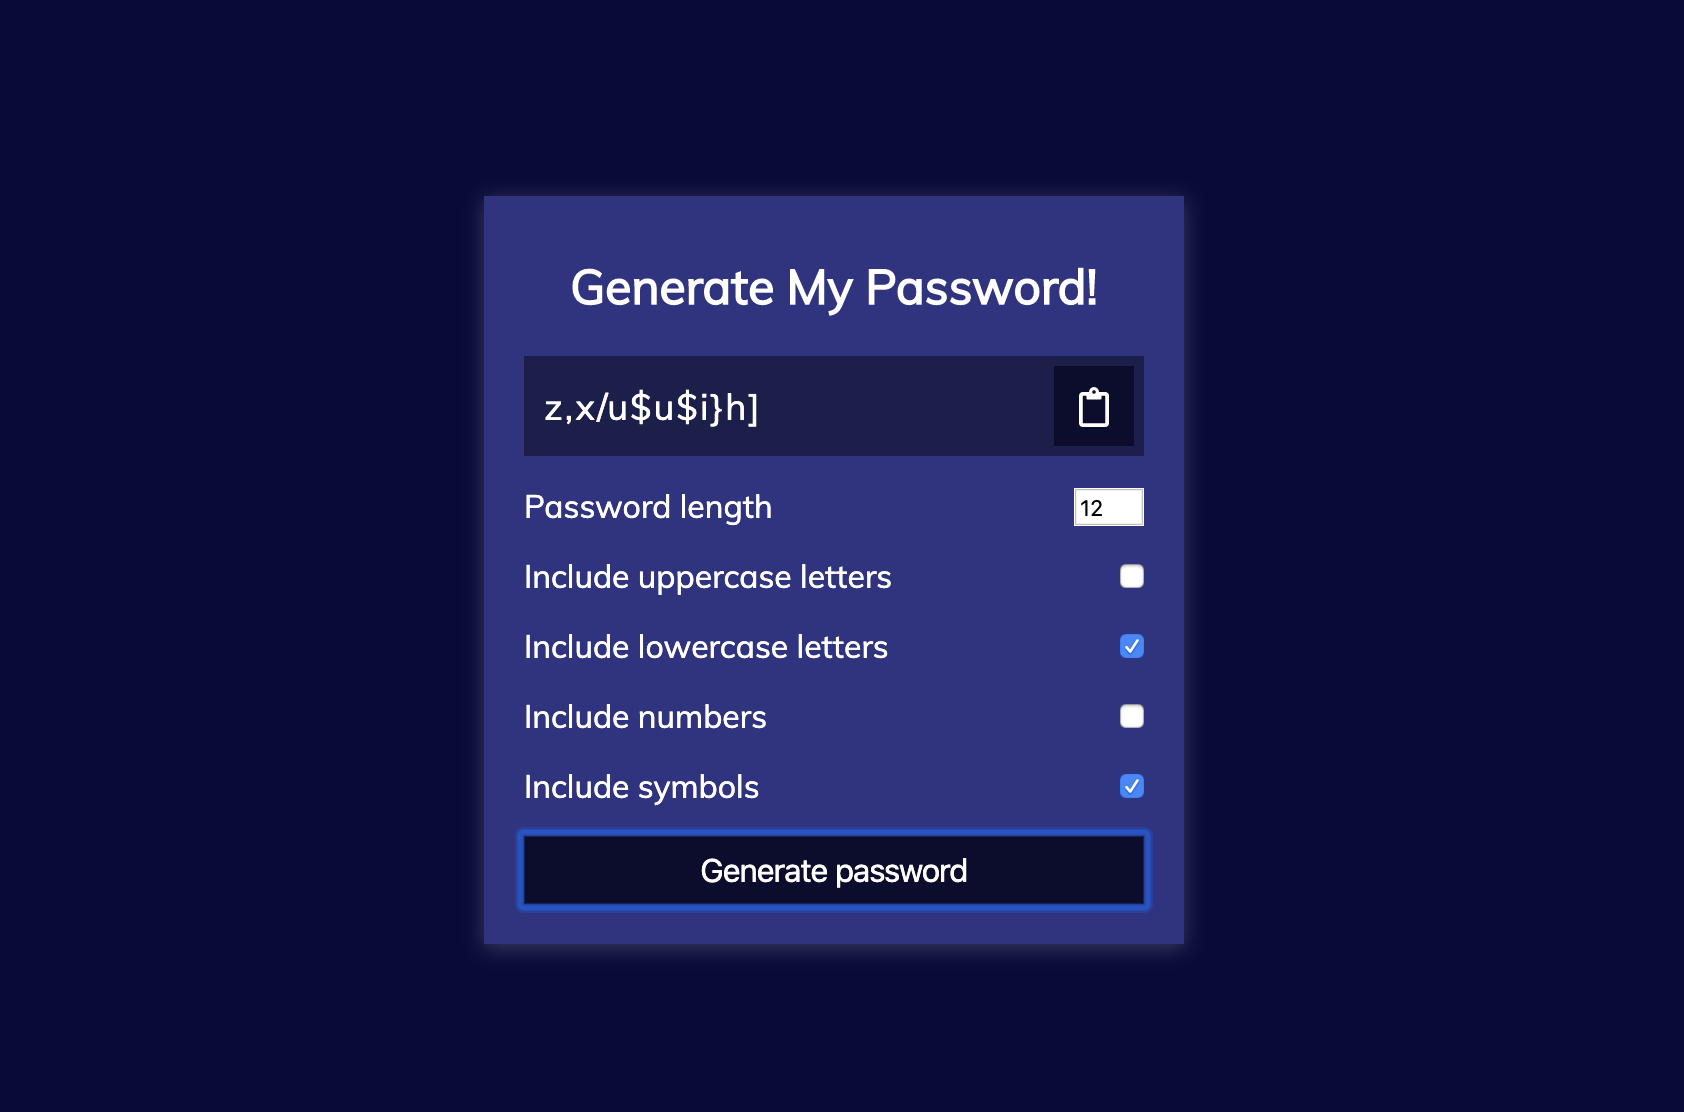 Generate My Password!
z,x/u$u$i}h]
Password length
12
Include uppercase letters
Include lowercase letters
Include numbers
Include symbols
Generate password